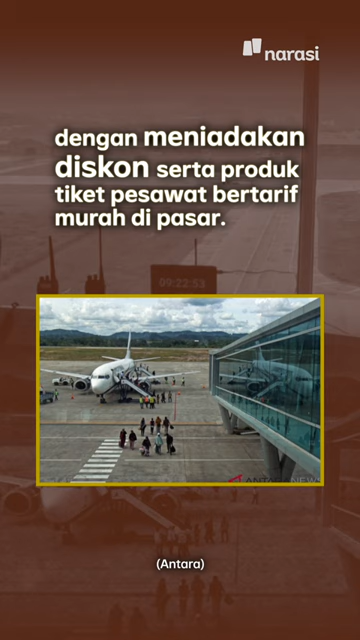 narasi
dengan meniadakan
diskon serta produk
tiket pesawat bertarif
murah di pasar.
09:22:53
(Antara)